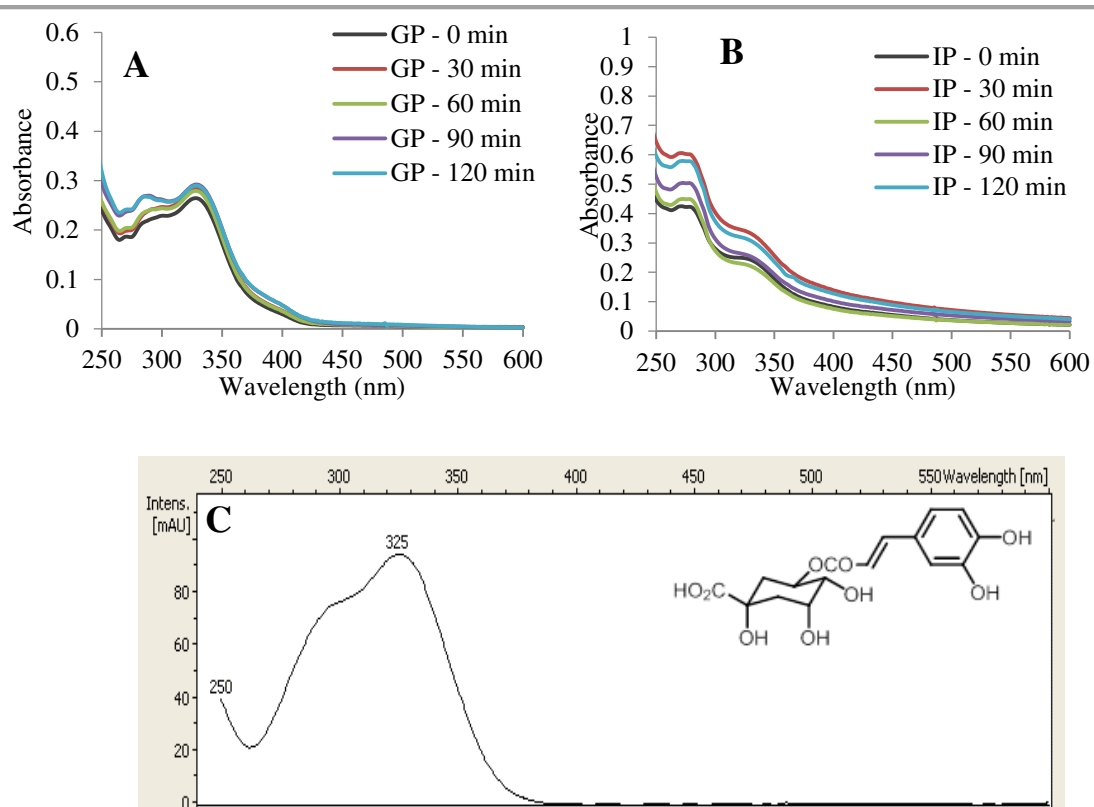 A
Absorbance
0.6
0.5
0.4
0.3
0.2
0.1
0
250 300 350 400 450 500 550 600
Wavelength (nm)
GP - 0 min
GP - 30 min
GP - 60 min
GP - 90 min
GP - 120 min
B
Absorbance
1
0.9
0.8
0.7
0.6
0.5
0.4
0.3
0.2
0.1
0
250 300 350 400 450 500 550 600
Wavelength (nm)
IP - 0 min
IP - 30 min
IP - 60 min
IP - 90 min
IP - 120 min
250 300 350 400 450 500 550 Wavelength [nm]
Intens.
[mAU]
C
80
60
40
20
0
250
325
HO₂C
OCO
OH
OH
OH
OH
OH